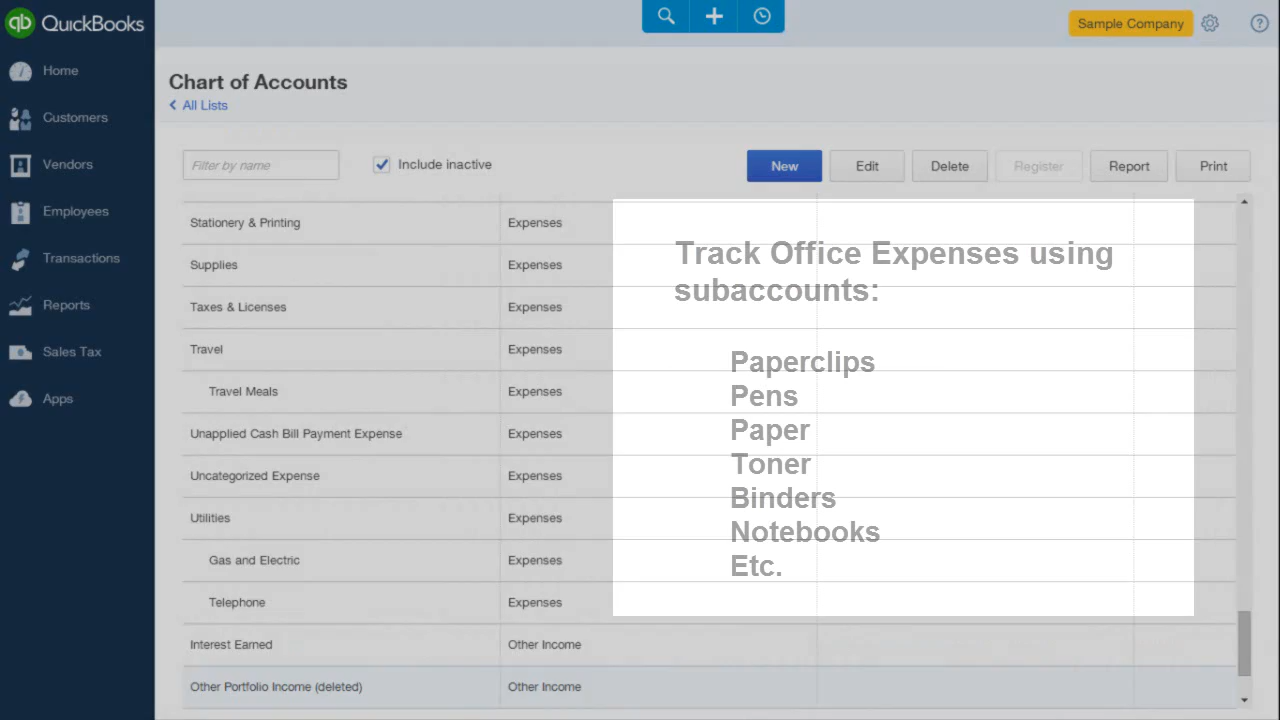 QuickBooks
Sample Company
Home
Customers
Vendors
Employees
Transactions
Reports
Sales Tax
Apps
Chart of Accounts
All Lists
Filter by name
Include inactive
New Edit Delete Register Report Print
Stationery & Printing Expenses
Supplies Expenses
Taxes & Licenses Expenses
Travel Expenses
Travel Meals Expenses
Unapplied Cash Bill Payment Expense Expenses
Uncategorized Expense Expenses
Utilities Expenses
Gas and Electric Expenses
Telephone Expenses
Interest Earned Other Income
Other Portfolio Income (deleted) Other Income
Track Office Expenses using
subaccounts:
Paperclips
Pens
Paper
Toner
Binders
Notebooks
Etc.